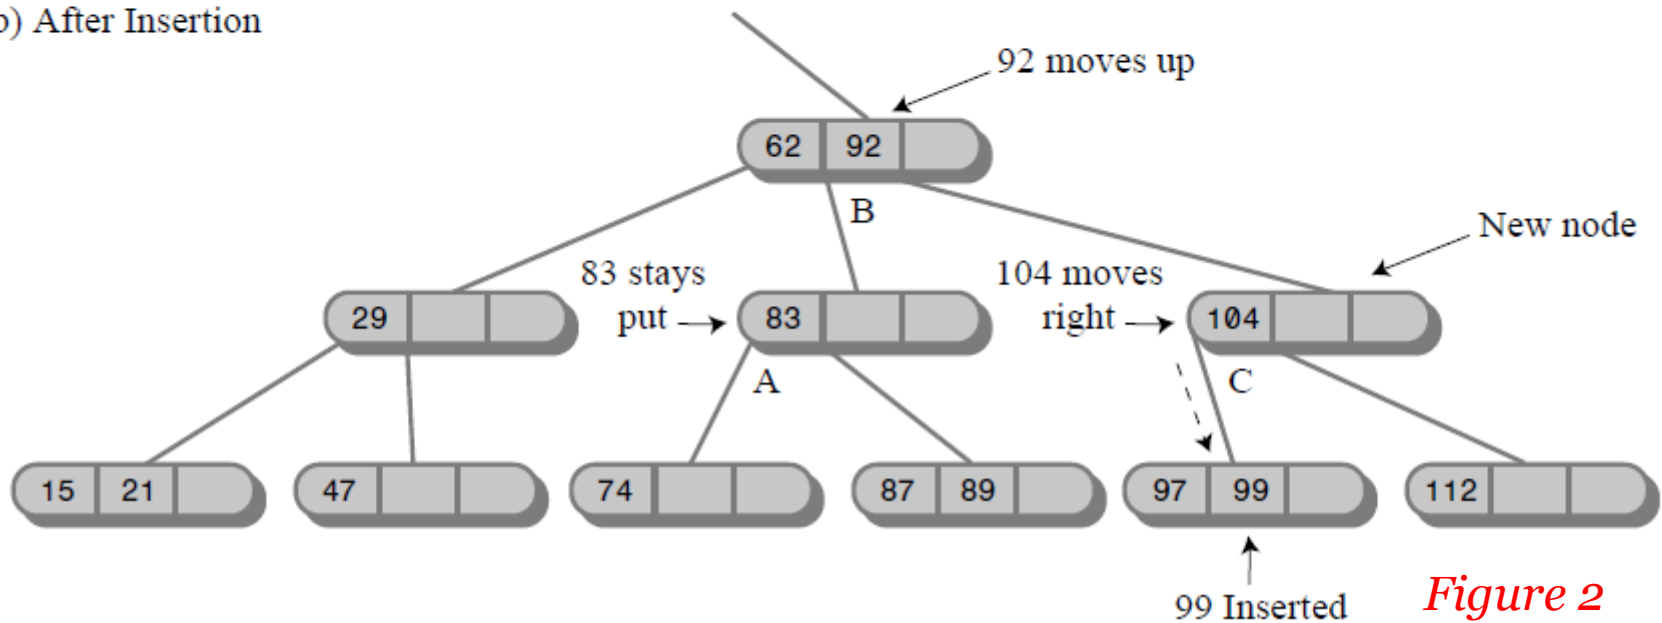 ) After Insertion
92 moves up
62 92
B
New node
83 stays
put
104 moves
right
29
83
104
A
C
15 21
47
74
87 89
97 99
112
99 Inserted
Figure 2